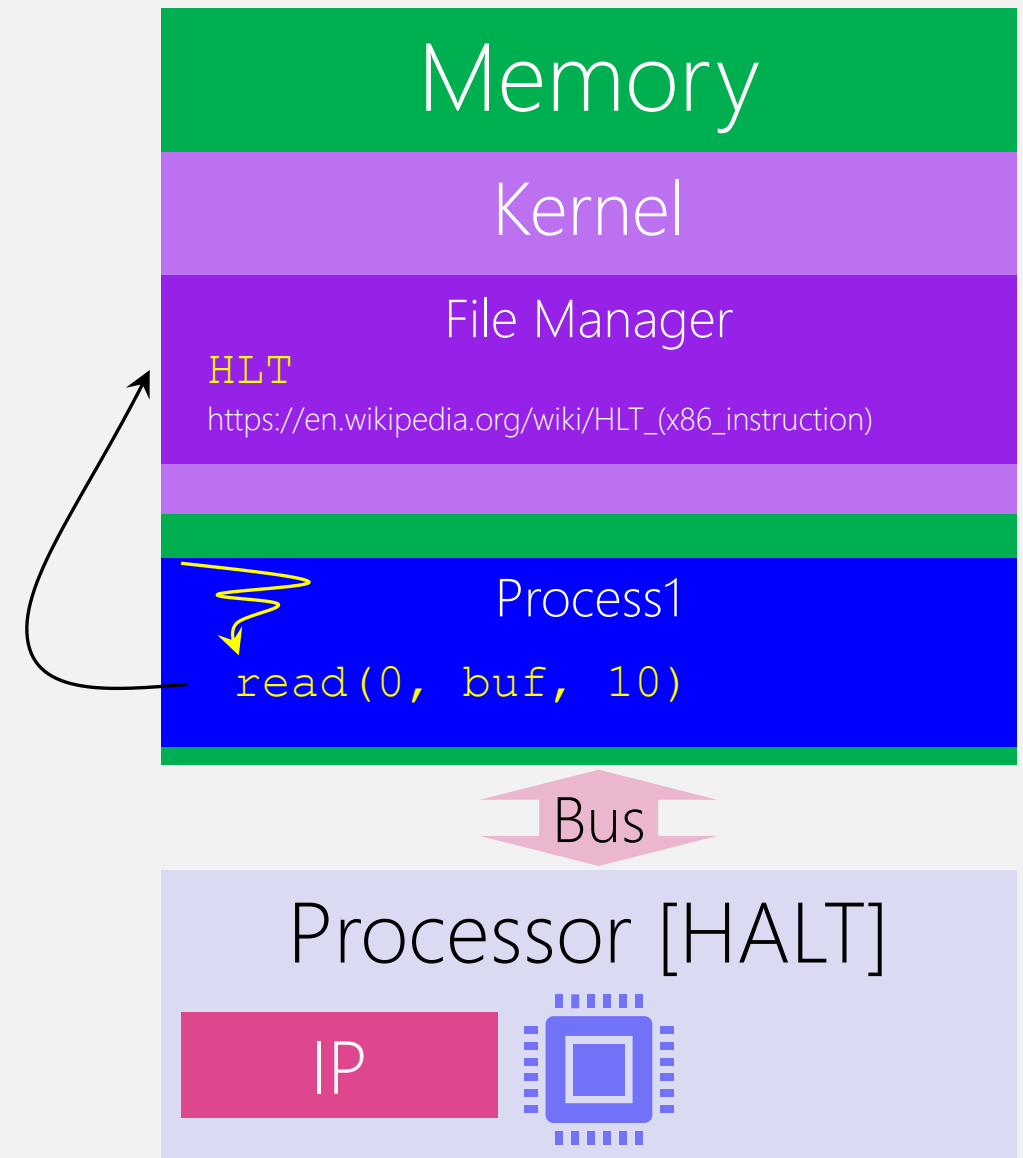 Memory
Kernel
File Manager
HLT
https://en.wikipedia.org/wiki/HLT_(x86_instruction)
Process1
read(0, buf, 10)
Bus
Processor [HALT]
IP